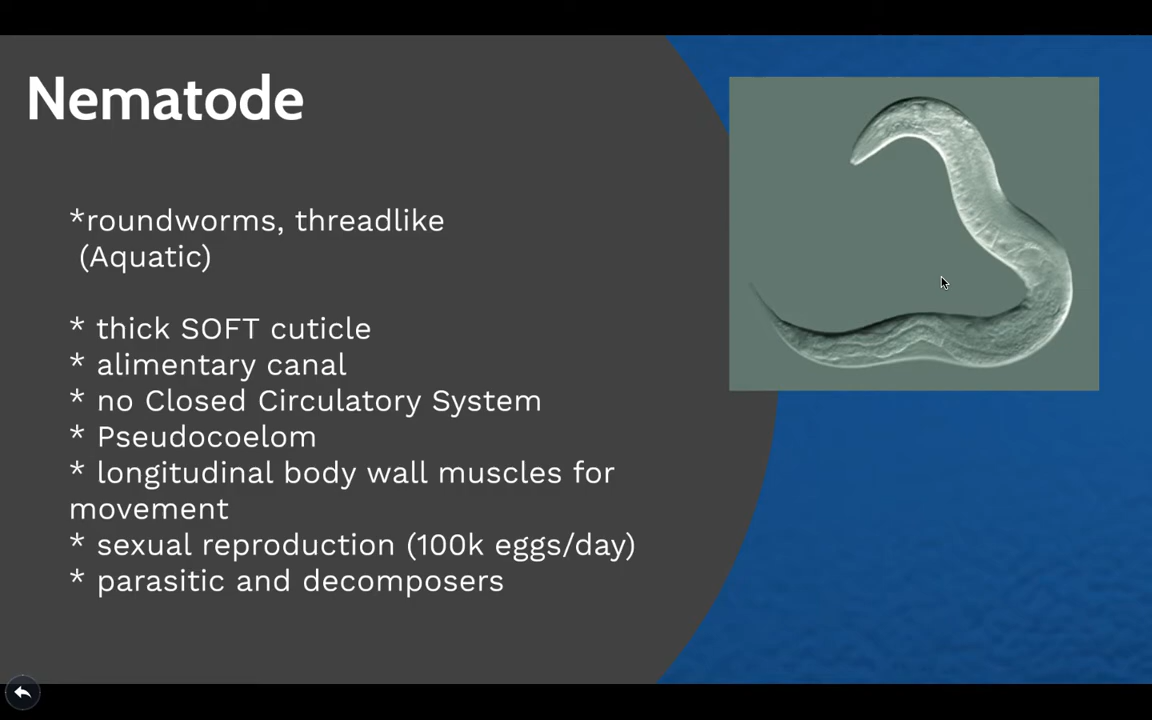 Nematode
*roundworms, threadlike
(Aquatic)
* thick SOFT cuticle
* alimentary canal
* no Closed Circulatory System
* Pseudocoelom
* longitudinal body wall muscles for
movement
* sexual reproduction (100k eggs/day)
* parasitic and decomposers